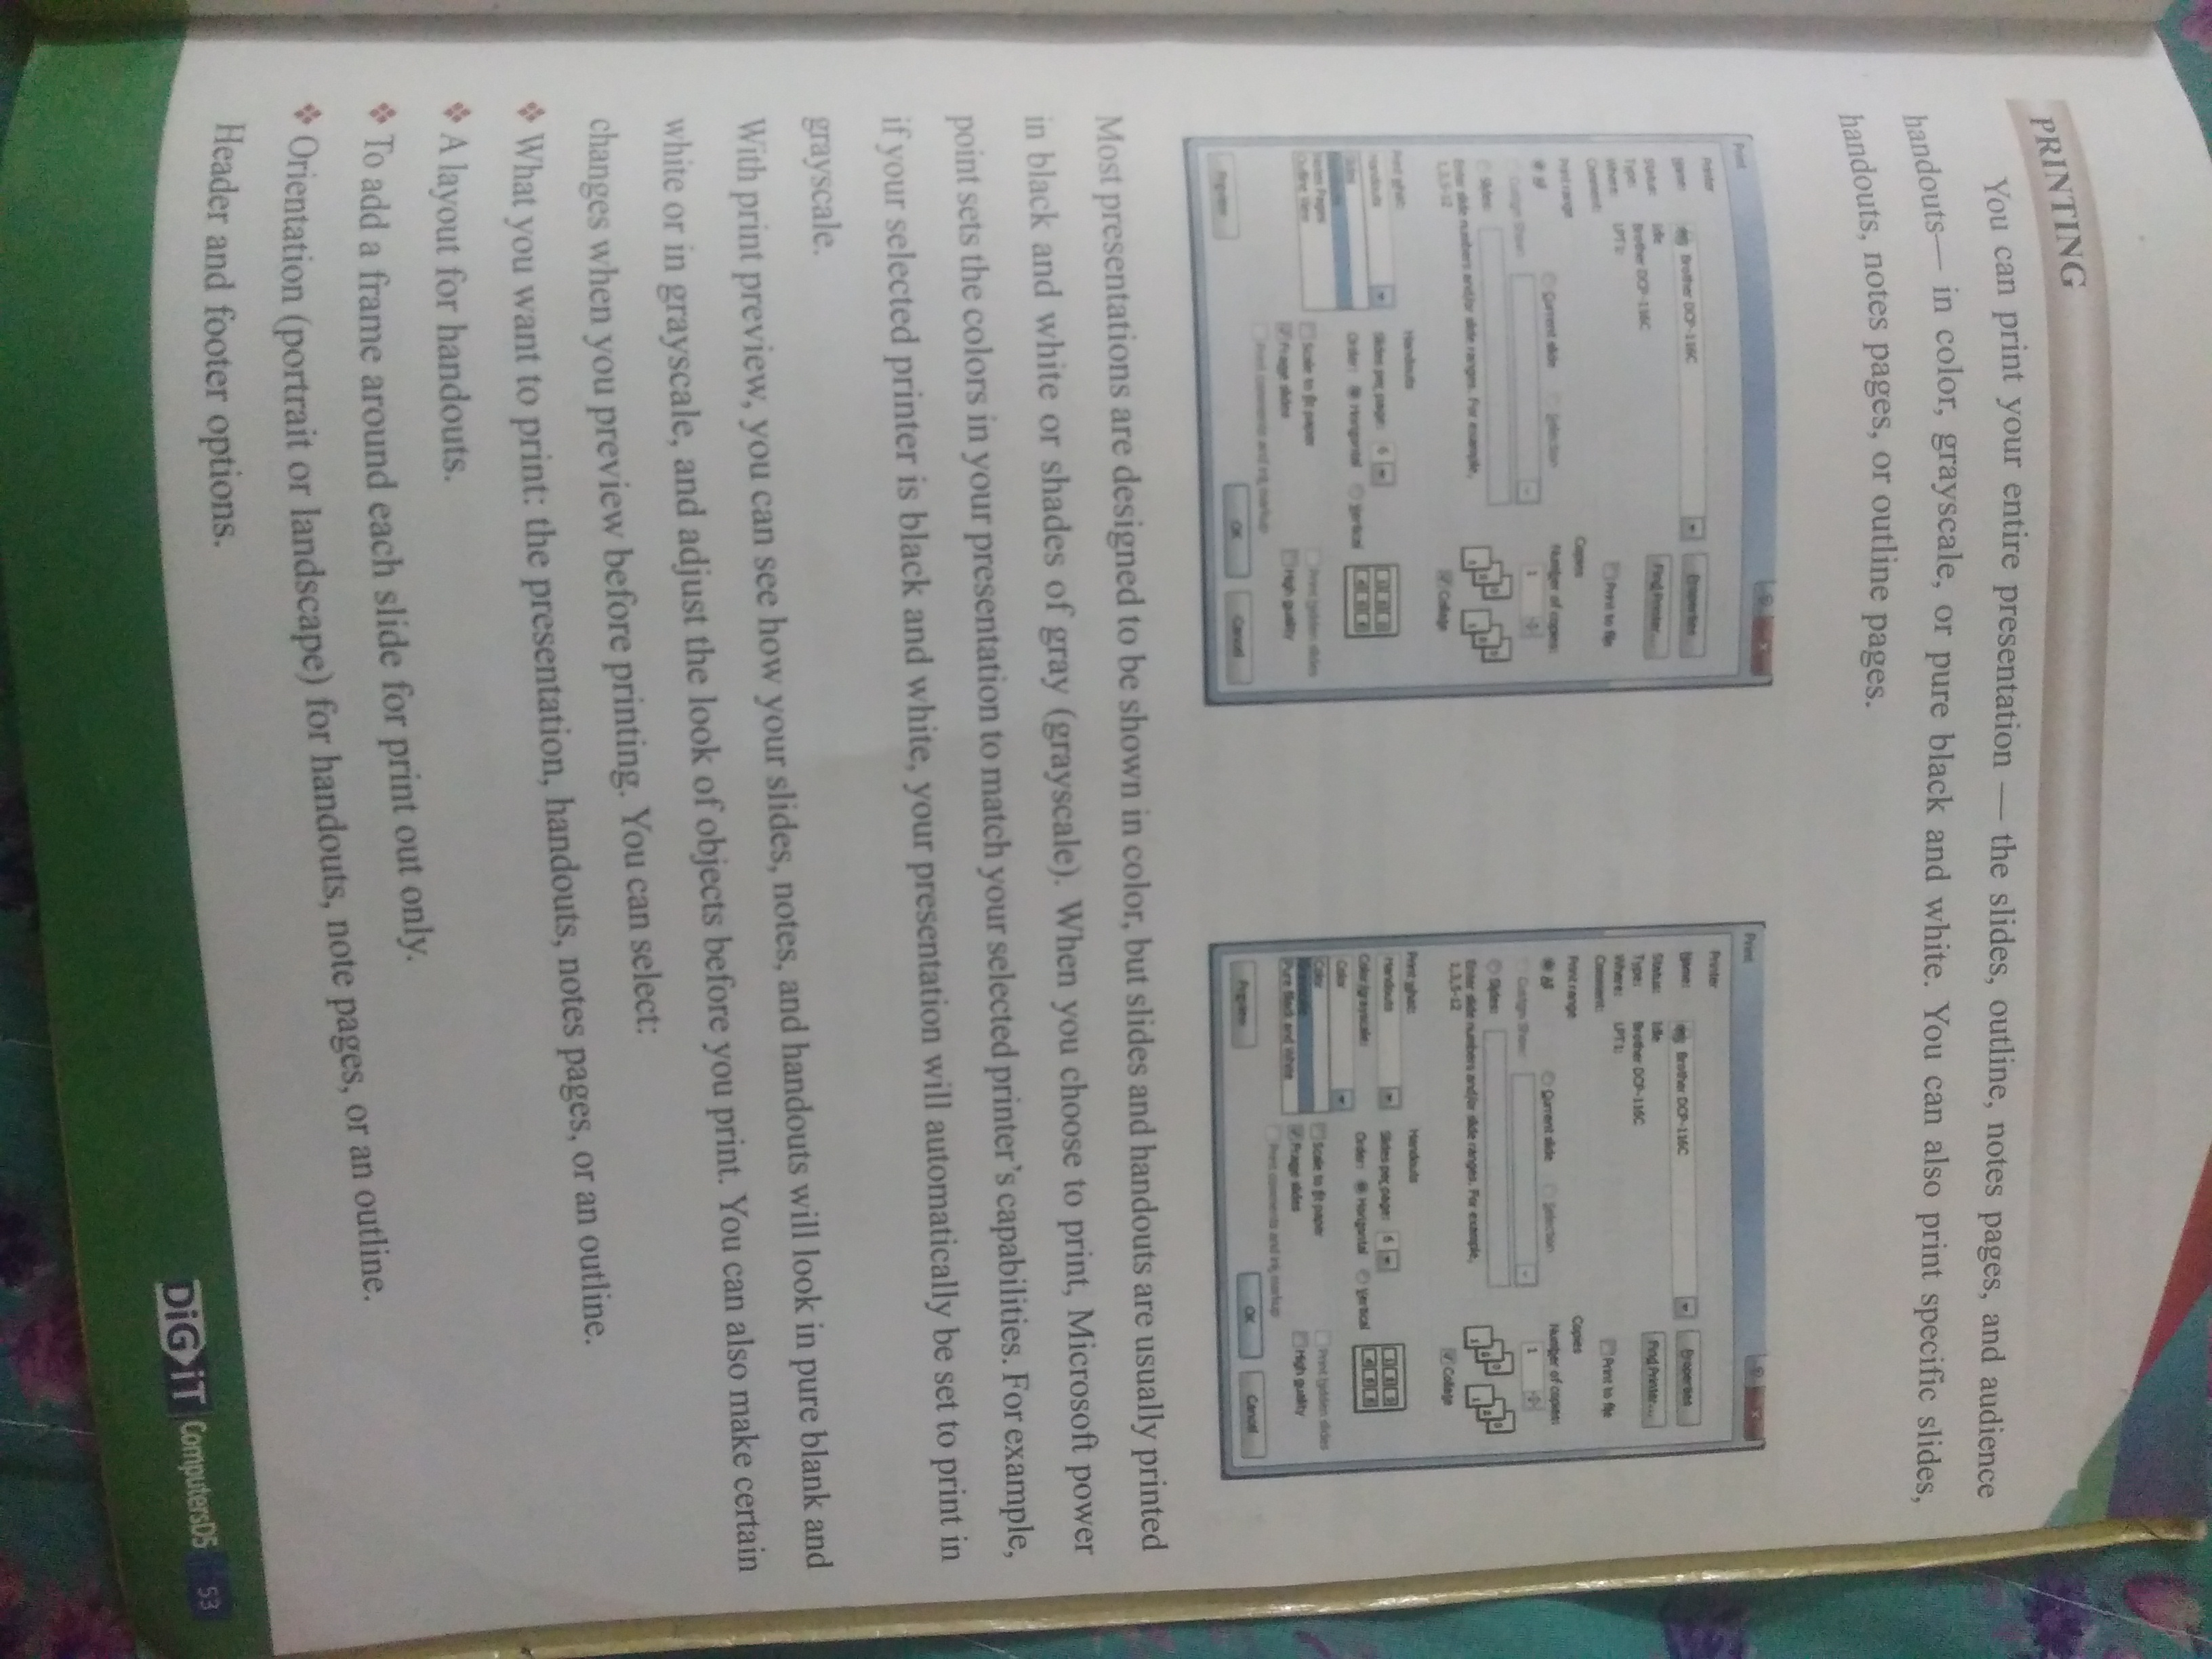 PRINTING
You can print your entire presentation — the slides, outline, notes pages, and audience
handouts— in color, grayscale, or pure black and white. You can also print specific slides,
handouts, notes pages, or outline pages.
Print
Printer
Name: Brother DCP-116C Properties
Status: Idle Find Printer...
Type: Brother DCP-116C
Where: LPT1:
Comment: Print to file
Print range Copies
All Current slide Selection Number of copies:
Custom Show: 1
Slides:
Enter slide numbers and/or slide ranges. For example,
1,3,5-12 Collate
Print what: Handouts
Handouts Slides per page: 6
Slides Order: Horizontal Vertical
Notes Pages Scale to fit paper Print hidden slides
Outline View Frame slides High quality
Print comments and ink markup
Preview OK Cancel
Print
Printer
Name: Brother DCP-116C Properties
Status: Idle Find Printer...
Type: Brother DCP-116C
Where: LPT1:
Comment: Print to file
Print range Copies
All Current slide Selection Number of copies:
Custom Show: 1
Slides:
Enter slide numbers and/or slide ranges. For example,
1,3,5-12 Collate
Print what: Handouts
Handouts Slides per page: 6
Color/grayscale: Order: Horizontal Vertical
Color
Color Scale to fit paper Print hidden slides
Frame slides High quality
Pure Black and White Print comments and ink markup
Preview OK Cancel
Most presentations are designed to be shown in color, but slides and handouts are usually printed
in black and white or shades of gray (grayscale). When you choose to print, Microsoft power
point sets the colors in your presentation to match your selected printer's capabilities. For example,
if your selected printer is black and white, your presentation will automatically be set to print in
grayscale.
With print preview, you can see how your slides, notes, and handouts will look in pure blank and
white or in grayscale, and adjust the look of objects before you print. You can also make certain
changes when you preview before printing. You can select:
❖ What you want to print: the presentation, handouts, notes pages, or an outline.
❖ A layout for handouts.
❖ To add a frame around each slide for print out only.
❖ Orientation (portrait or landscape) for handouts, note pages, or an outline.
Header and footer options.
DiGiT ComputersD5 53